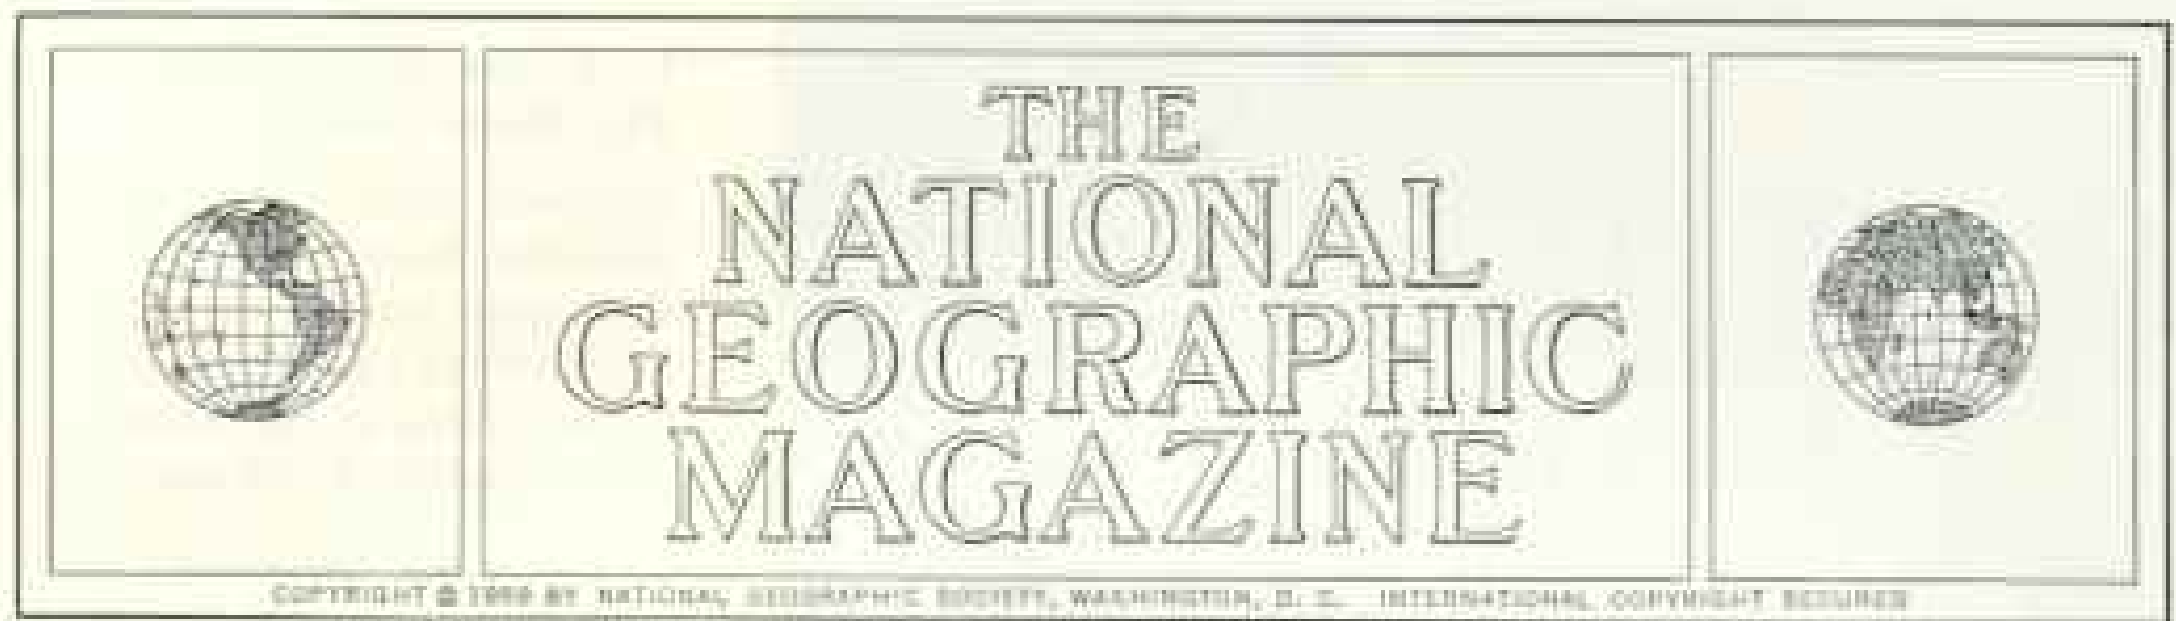 THE
NATIONAL
GEOGRAPHIC
MAGAZINE
COPYRIGHT © BY NATIONAL GEOGRAPHIC SOCIETY, WASHINGTON, D. C. INTERNATIONAL COPYRIGHT SECURED